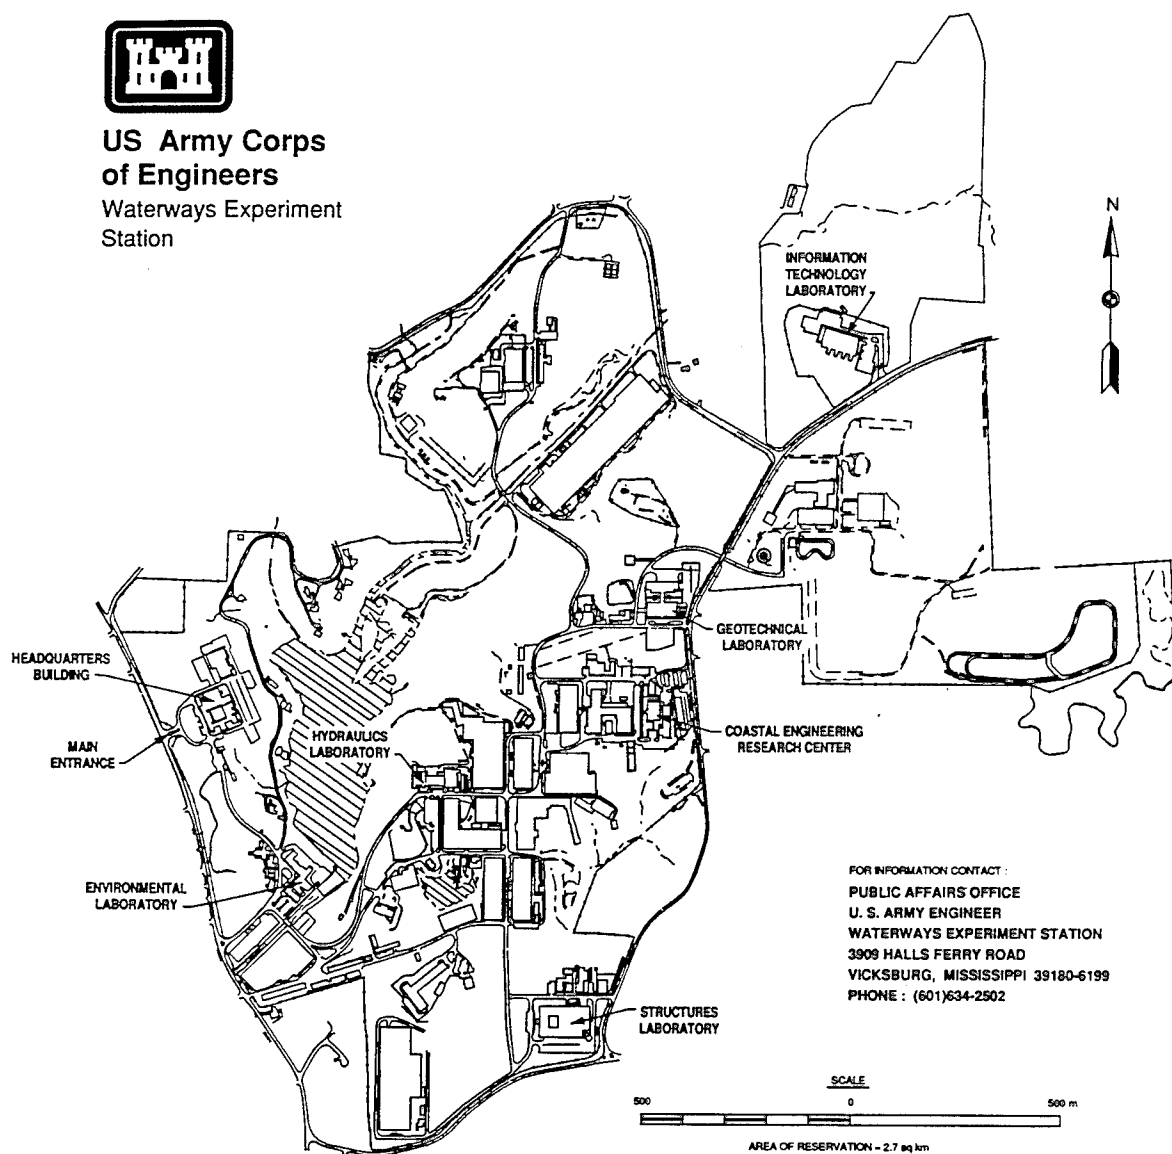 US Army Corps
of Engineers
Waterways Experiment
Station
N
INFORMATION
TECHNOLOGY
LABORATORY
GEOTECHNICAL
LABORATORY
HEADQUARTERS
BUILDING
MAIN
ENTRANCE
HYDRAULICS
LABORATORY
COASTAL ENGINEERING
RESEARCH CENTER
ENVIRONMENTAL
LABORATORY
STRUCTURES
LABORATORY
FOR INFORMATION CONTACT :
PUBLIC AFFAIRS OFFICE
U. S. ARMY ENGINEER
WATERWAYS EXPERIMENT STATION
3909 HALLS FERRY ROAD
VICKSBURG, MISSISSIPPI 39180-6199
PHONE : (601)634-2502
SCALE
500 0 500 m
AREA OF RESERVATION = 2.7 sq km